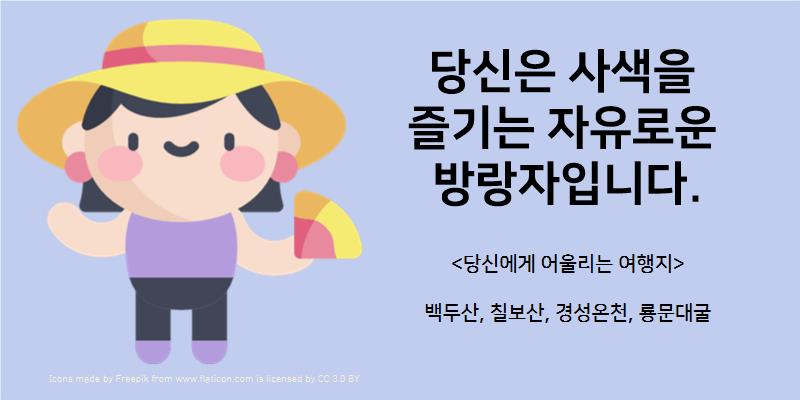 당신은 사색을
즐기는 자유로운
방랑자입니다.
<당신에게 어울리는 여행지>
백두산, 칠보산, 경성온천, 룡문대굴
Icons made by Freepik from www.flaticon.com is licensed by CC 3.0 BY